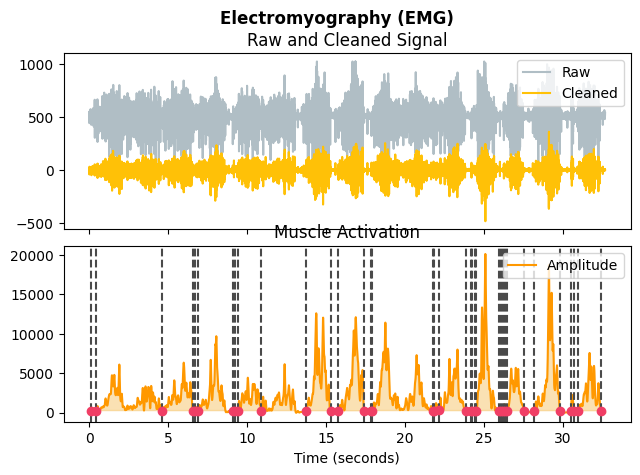 Electromyography (EMG)
Raw and Cleaned Signal
1000
500
0
−500
Raw
Cleaned
Muscle Activation
20000
15000
10000
5000
0
Amplitude
0 5 10 15 20 25 30
Time (seconds)